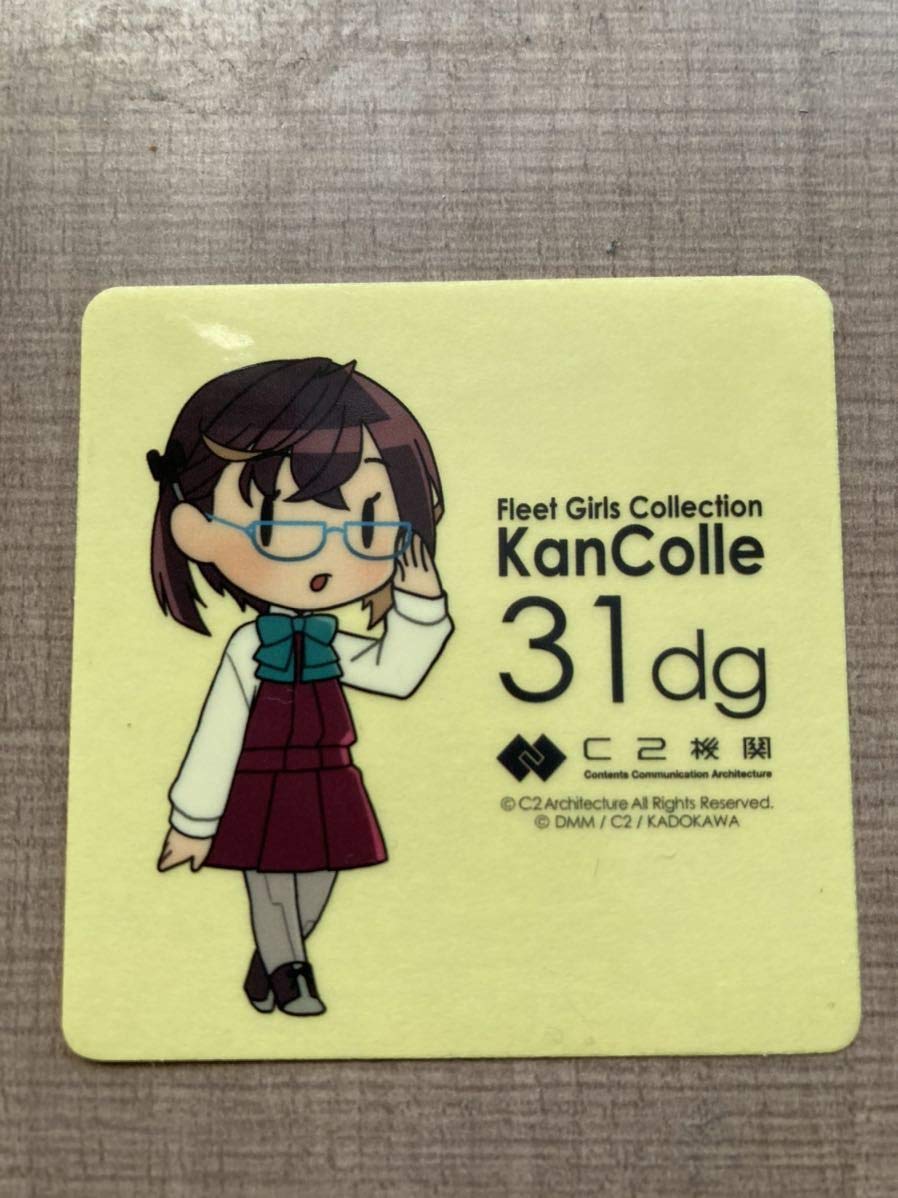 Fleet Girls Collection
KanColle
31dg
C2機関
Contents Communication Architecture
© C2 Architecture All Rights Reserved.
© DMM / C2 / KADOKAWA